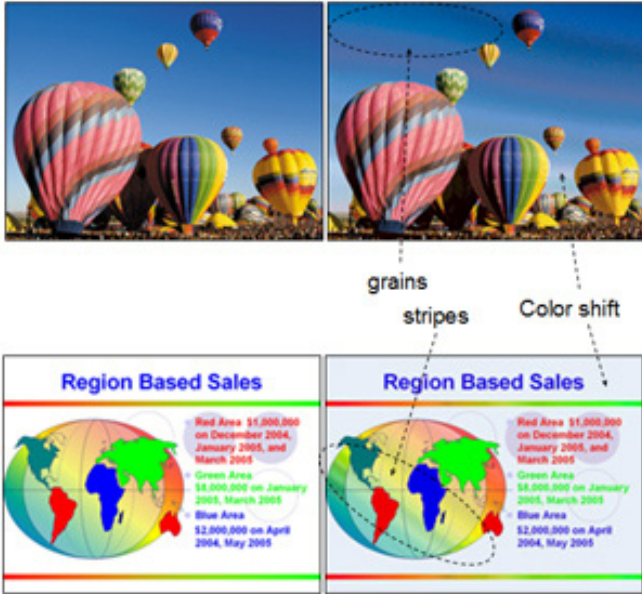 grains
stripes
Color shift
Region Based Sales
Red Area $1,000,000
on December 2004,
January 2005, and
March 2005
Green Area
$8,000,000 on January
2005, March 2005
Blue Area
$2,000,000 on April
2004, May 2005
Region Based Sales
Red Area $1,000,000
on December 2004,
January 2005, and
March 2005
Green Area
$8,000,000 on January
2005, March 2005
Blue Area
$2,000,000 on April
2004, May 2005